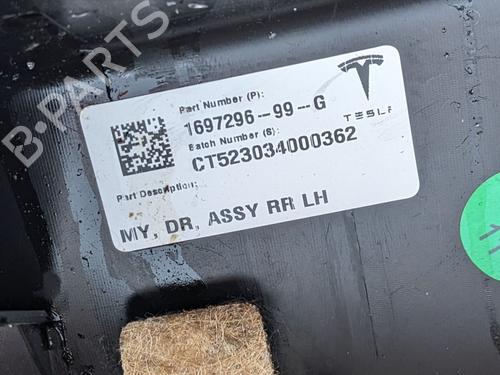 B-PARTS
Part Number (P):
1697296-99-G
Batch Number (S):
CT523034000362
TESLA
Part Description:
MY, DR, ASSY RR LH